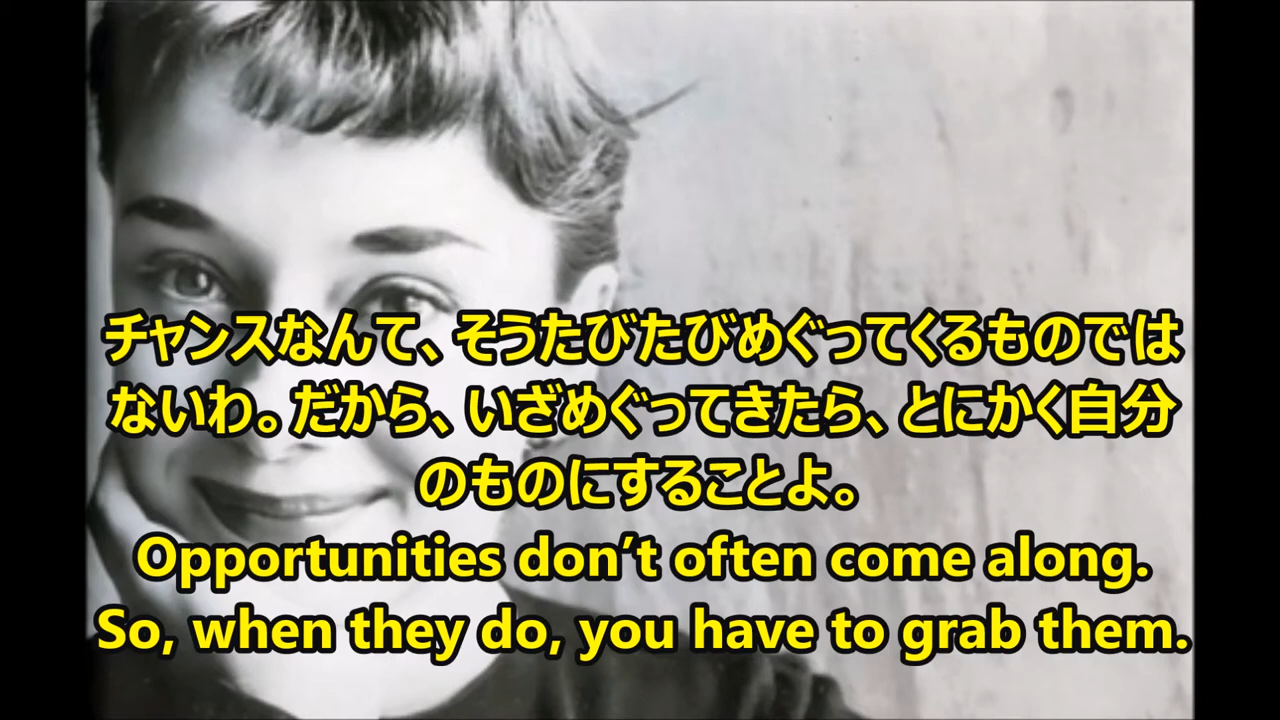 チャンスなんて、そうたびたびめぐってくるものでは
ないわ。だから、いざめぐってきたら、とにかく自分
のものにすることよ。
Opportunities don’t often come along.
So, when they do, you have to grab them.